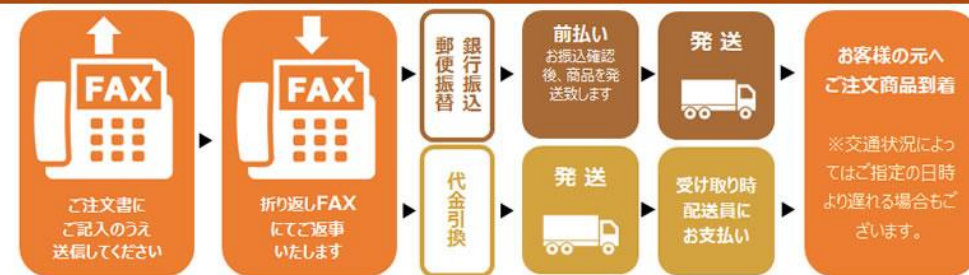 FAX
ご注文書に
ご記入のうえ
送信してください
FAX
折り返しFAX
にてご返事
いたします
銀行振込
郵便振替
前払い
お振込確認
後、商品を発
送致します
発送
代金引換
発送
受け取り時
配送員に
お支払い
お客様の元へ
ご注文商品到着
※交通状況によっ
てはご指定の日時
より遅れる場合もご
ざいます。